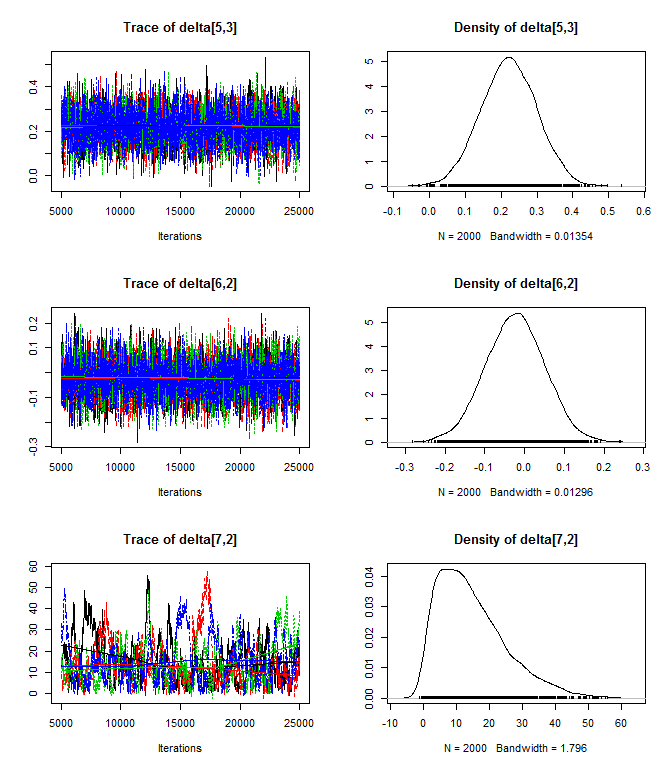 Trace of delta[5,3]
0.0 0.2 0.4
5000 10000 15000 20000 25000
Iterations
Density of delta[5,3]
0 1 2 3 4 5
-0.1 0.0 0.1 0.2 0.3 0.4 0.5 0.6
N = 2000 Bandwidth = 0.01354
Trace of delta[6,2]
-0.3 -0.1 0.1 0.2
5000 10000 15000 20000 25000
Iterations
Density of delta[6,2]
0 1 2 3 4 5
-0.3 -0.2 -0.1 0.0 0.1 0.2 0.3
N = 2000 Bandwidth = 0.01296
Trace of delta[7,2]
0 10 20 30 40 50 60
5000 10000 15000 20000 25000
Iterations
Density of delta[7,2]
0.00 0.01 0.02 0.03 0.04
-10 0 10 20 30 40 50 60
N = 2000 Bandwidth = 1.796